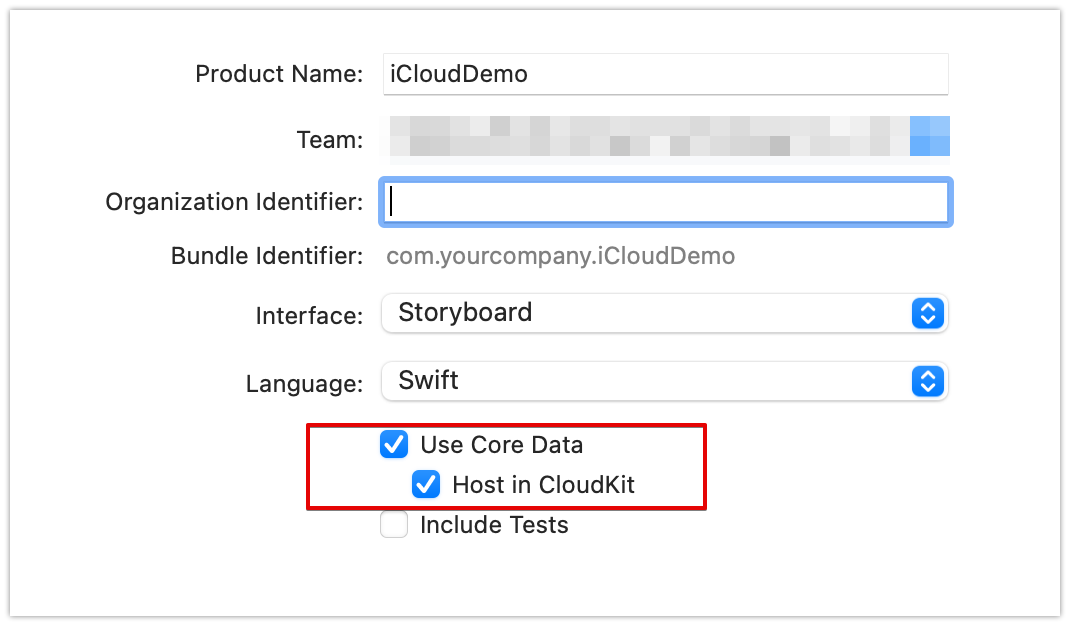 Product Name: iCloudDemo
Team:
Organization Identifier:
Bundle Identifier: com.yourcompany.iCloudDemo
Interface: Storyboard
Language: Swift
Use Core Data
Host in CloudKit
Include Tests